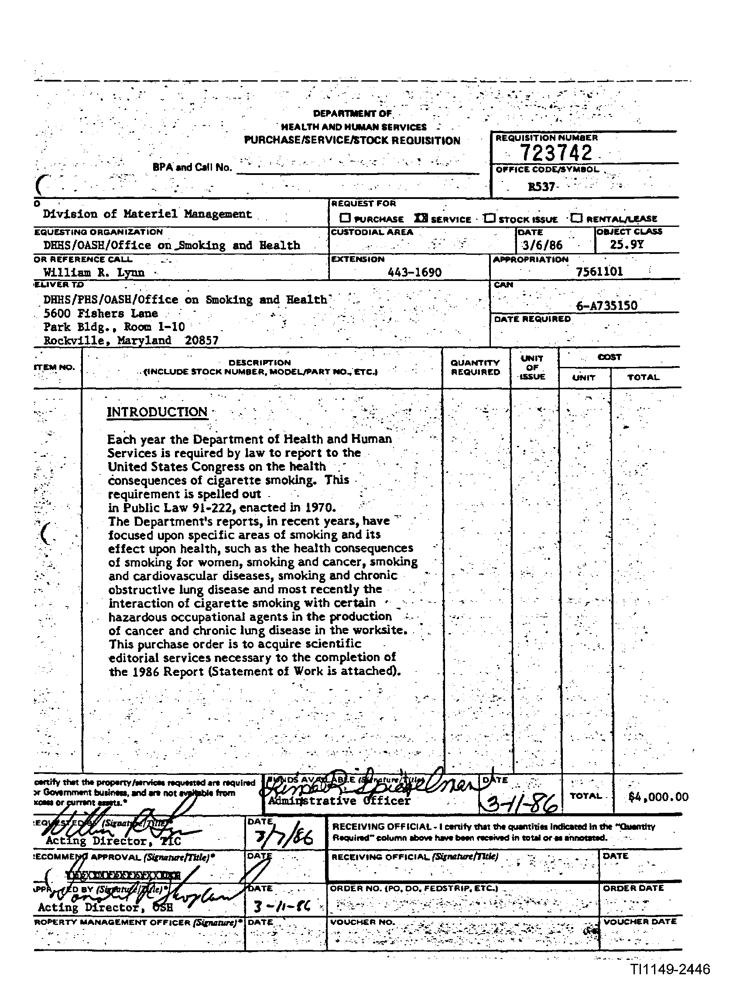 DEPARTMENT OF
HEALTH AND HUMAN SERVICES
PURCHASE/SERVICE/STOCK REQUISITION
BPA and Call No.
REQUISITION NUMBER
723742
OFFICE CODE/SYMBOL
R537
O
Division of Materiel Management
REQUEST FOR
PURCHASE XX SERVICE STOCK ISSUE RENTAL/LEASE
EQUESTING ORGANIZATION
DHHS/OASH/Office on Smoking and Health
CUSTODIAL AREA
DATE
3/6/86
OBJECT CLASS
25.9Y
OR REFERENCE CALL
William R. Lynn
EXTENSION
443-1690
APPROPRIATION
7561101
ELIVER TO
DHHS/PHS/OASH/Office on Smoking and Health
5600 Fishers Lane
Park Bldg., Room 1-10
Rockville, Maryland 20857
CAN
6-A735150
DATE REQUIRED
ITEM NO.
DESCRIPTION
(INCLUDE STOCK NUMBER, MODEL/PART NO., ETC.)
QUANTITY
REQUIRED
UNIT
OF
ISSUE
COST
UNIT
TOTAL
INTRODUCTION
Each year the Department of Health and Human
Services is required by law to report to the
United States Congress on the health
consequences of cigarette smoking. This
requirement is spelled out
in Public Law 91-222, enacted in 1970.
The Department's reports, in recent years, have
focused upon specific areas of smoking and its
effect upon health, such as the health consequences
of smoking for women, smoking and cancer, smoking
and cardiovascular diseases, smoking and chronic
obstructive lung disease and most recently the
interaction of cigarette smoking with certain
hazardous occupational agents in the production
of cancer and chronic lung disease in the worksite.
This purchase order is to acquire scientific
editorial services necessary to the completion of
the 1986 Report (Statement of Work is attached).
certify that the property/services requested are required
or Government business, and are not available from
xcess or current assets.*
FUNDS AVAILABLE (Signature/Title)
Administrative Officer
DATE
3-11-86
TOTAL
$4,000.00
EQUESTED BY (Signature/Title)*
Acting Director, TIC
DATE
3/7/86
RECEIVING OFFICIAL - I certify that the quantities indicated in the "Quantity
Required" column above have been received in total or as annotated.
ECOMMEND APPROVAL (Signature/Title)*
DATE
RECEIVING OFFICIAL (Signature/Title)
DATE
APPROVED BY (Signature/Title)*
Acting Director, OSH
DATE
3-11-86
ORDER NO. (PO, DO, FEDSTRIP, ETC.)
ORDER DATE
ROPERTY MANAGEMENT OFFICER (Signature)*
DATE
VOUCHER NO.
VOUCHER DATE
TI1149-2446